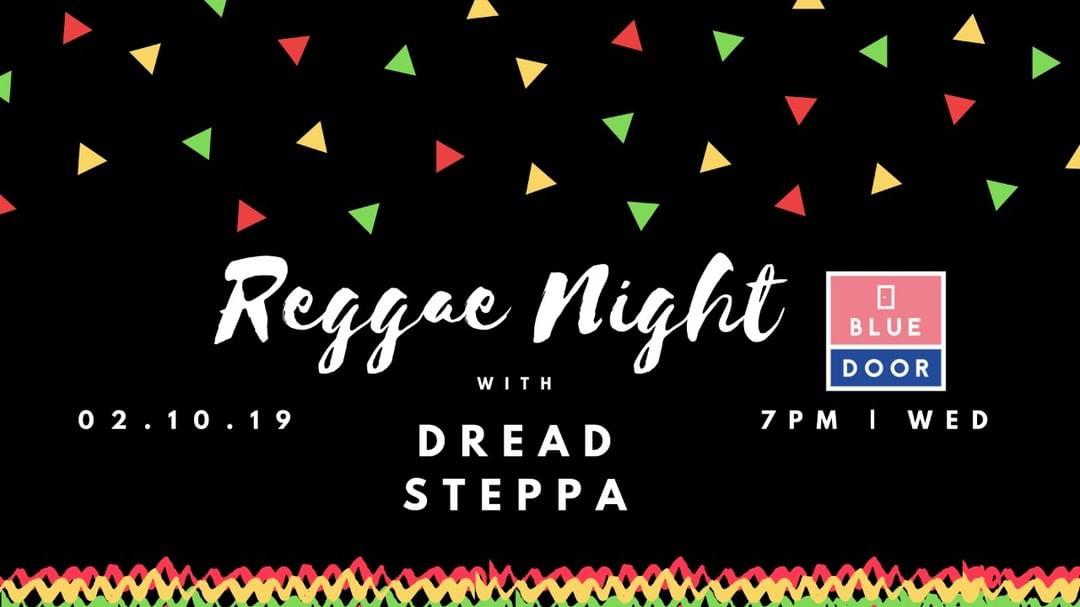 Reggae Night
BLUE
DOOR
WITH
02.10.19
7PM | WED
DREAD
STEPPA